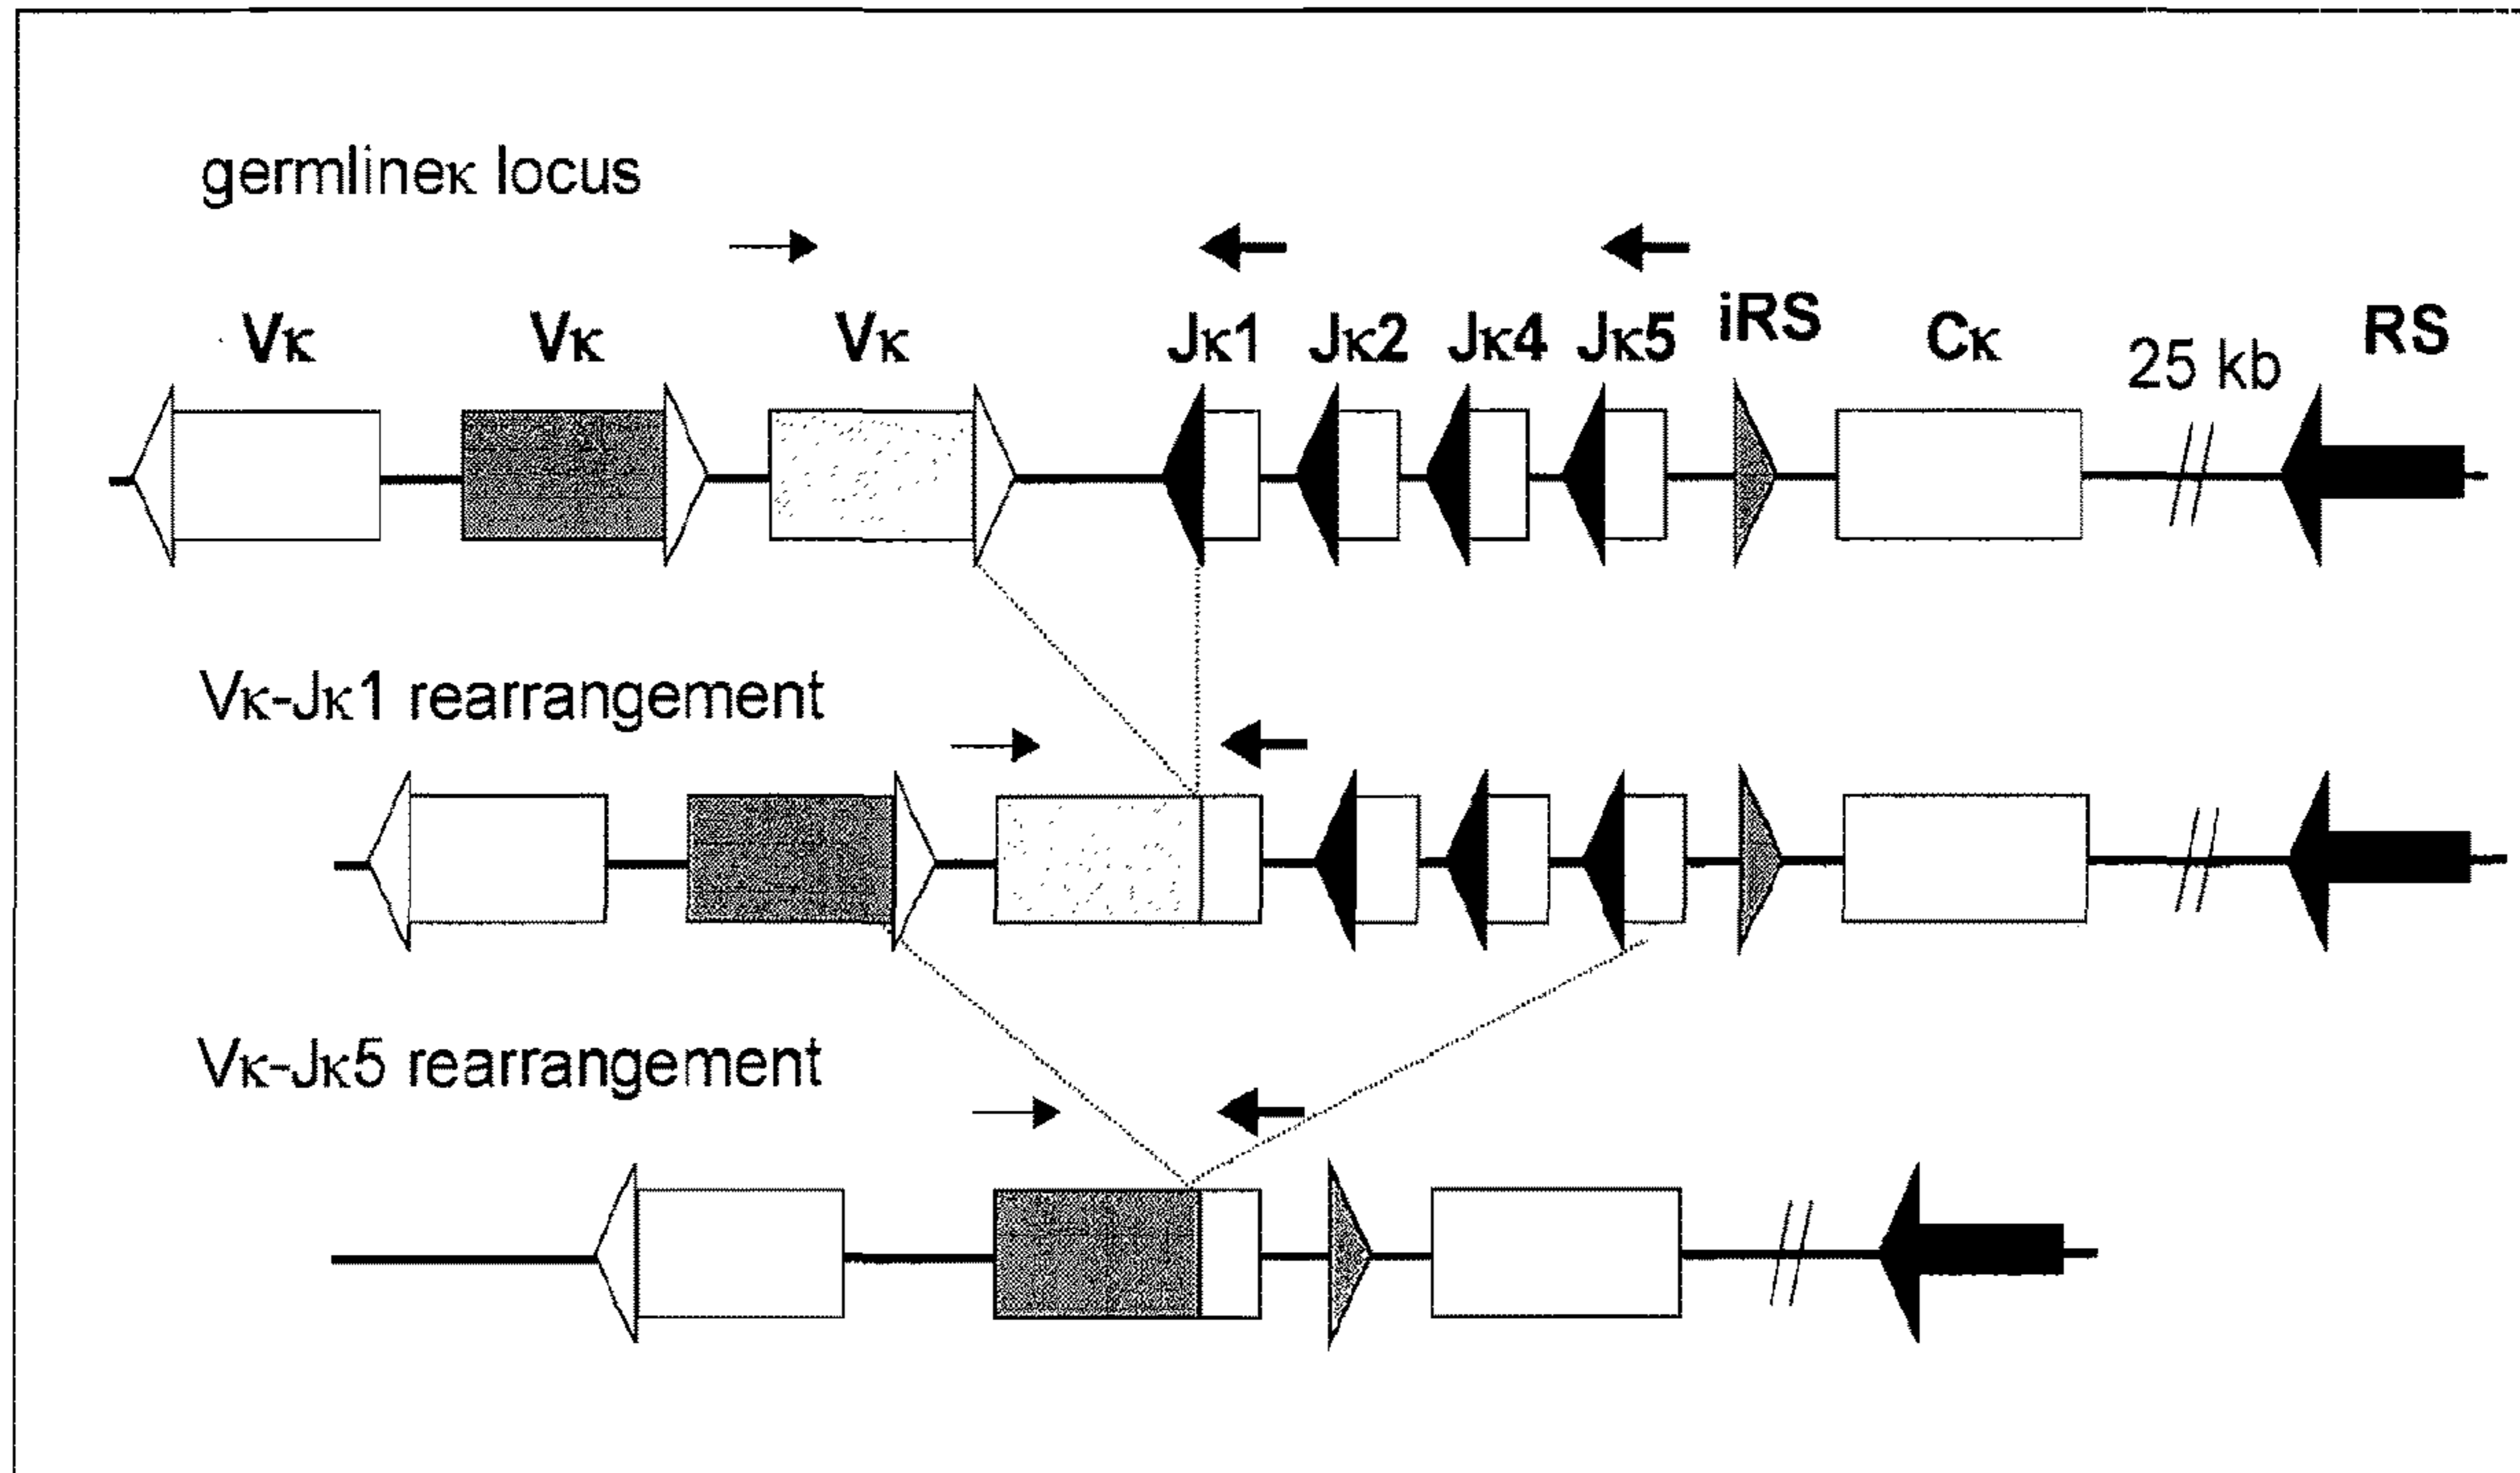 germlineκ locus
Vκ Vκ Vκ Jκ1 Jκ2 Jκ4 Jκ5 iRS Cκ 25 kb RS
Vκ-Jκ1 rearrangement
Vκ-Jκ5 rearrangement